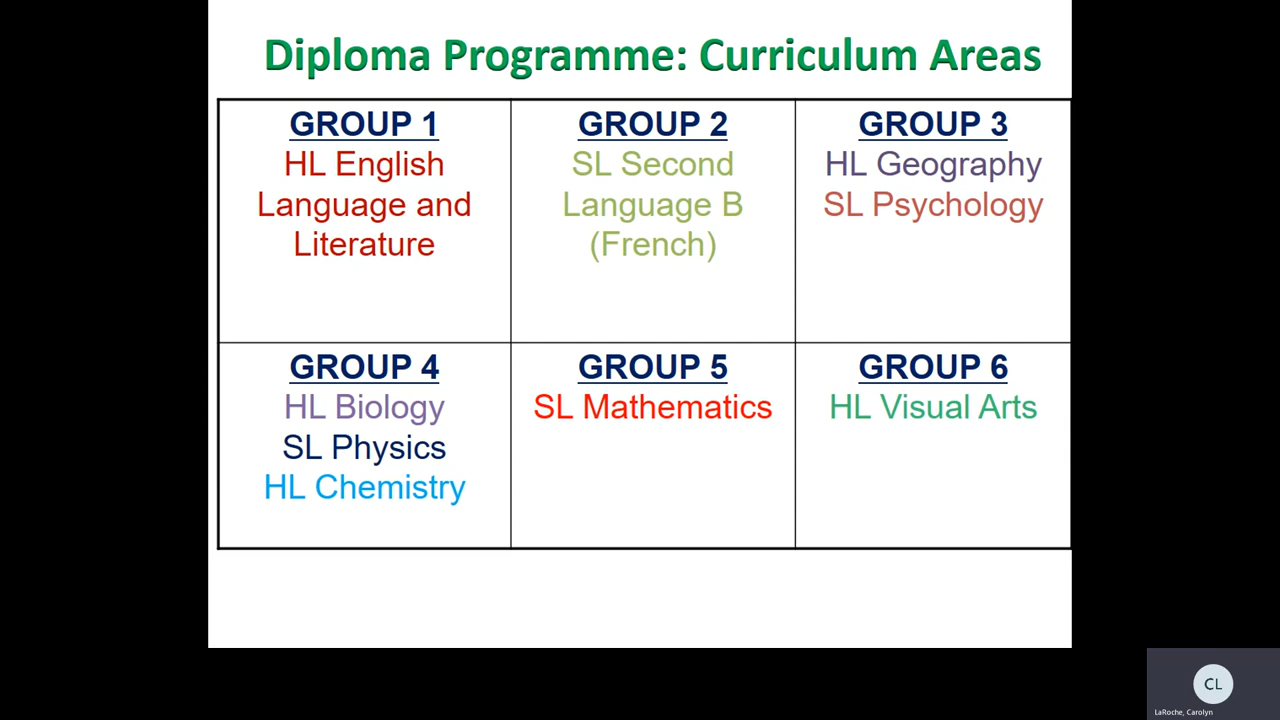 Diploma Programme: Curriculum Areas
GROUP 1
HL English
Language and
Literature
GROUP 2
SL Second
Language B
(French)
GROUP 3
HL Geography
SL Psychology
GROUP 4
HL Biology
SL Physics
HL Chemistry
GROUP 5
SL Mathematics
GROUP 6
HL Visual Arts
CL
LaRoche, Carolyn